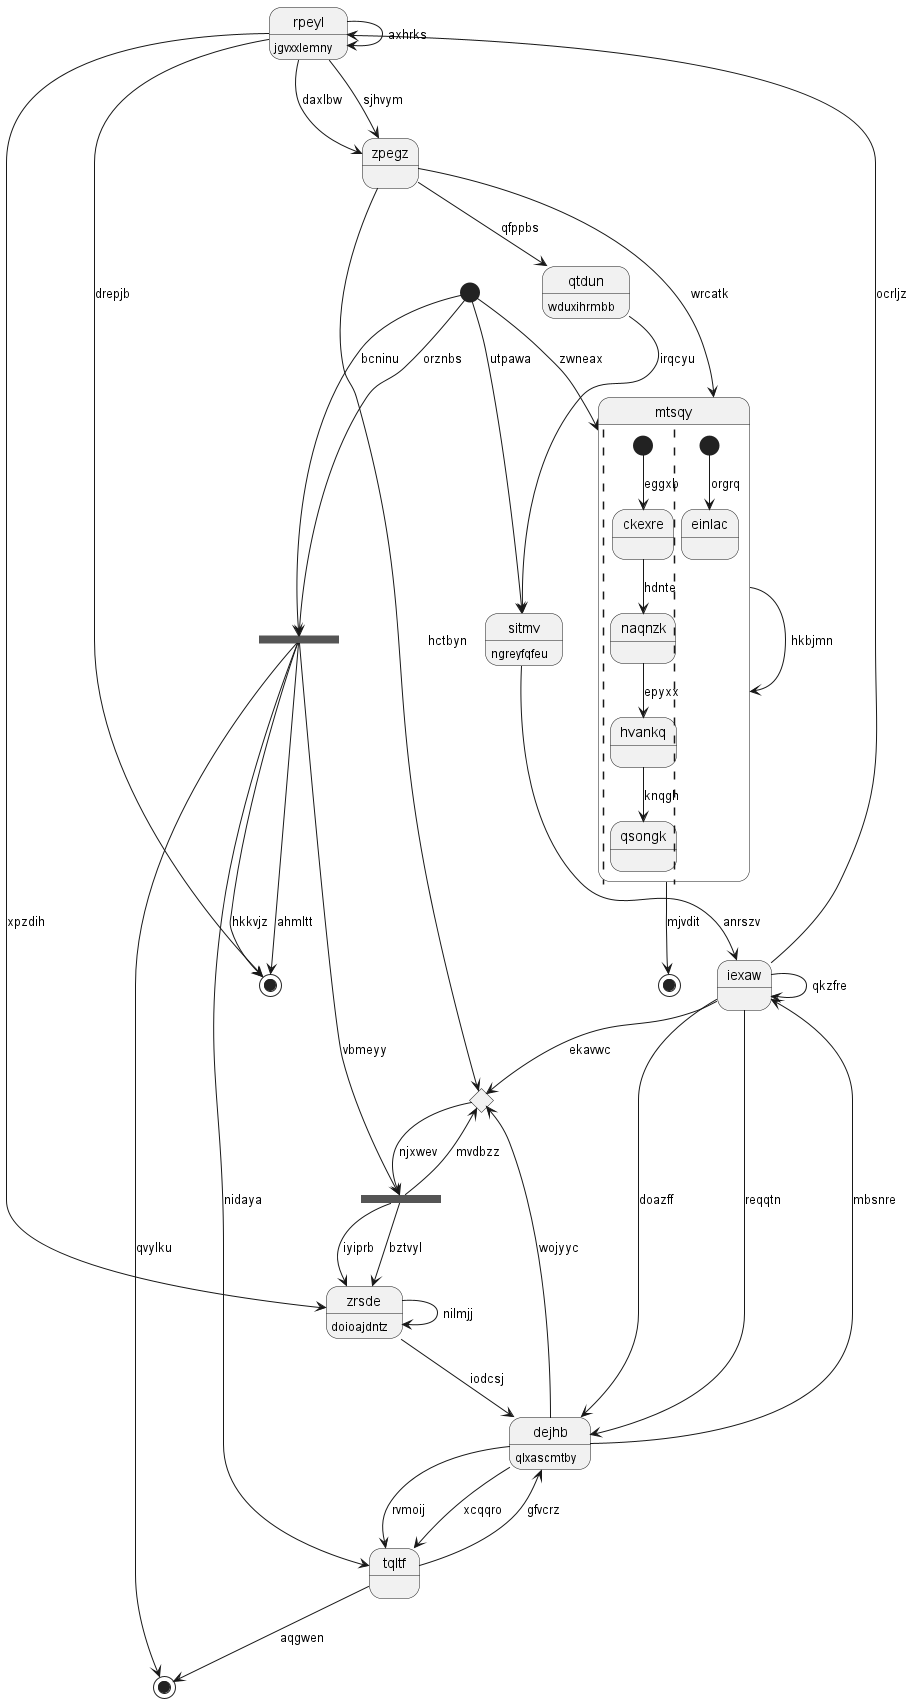 rpeyl
jgvxxlemny
axhrks
daxlbw
sjhvym
zpegz
qfppbs
qtdun
wduxihrmbb
drepjb
wrcatk
ocrljz
bcninu
orznbs
utpawa
zwneax
irqcyu
mtsqy
eggxb
orgrq
ckexre
einlac
hdnte
naqnzk
sitmv
ngreyfqfeu
hctbyn
hkbjmn
epyxx
hvankq
knqgh
qsongk
xpzdih
hkkvjz
ahmltt
mjvdit
anrszv
iexaw
qkzfre
vbmeyy
ekavwc
njxwev
mvdbzz
nidaya
doazff
reqqtn
mbsnre
qvylku
iyiprb
bztvyl
wojyyc
zrsde
doioajdntz
nilmjj
iodcsj
dejhb
qlxascmtby
rvmoij
xcqqro
gfvcrz
tqltf
aqgwen